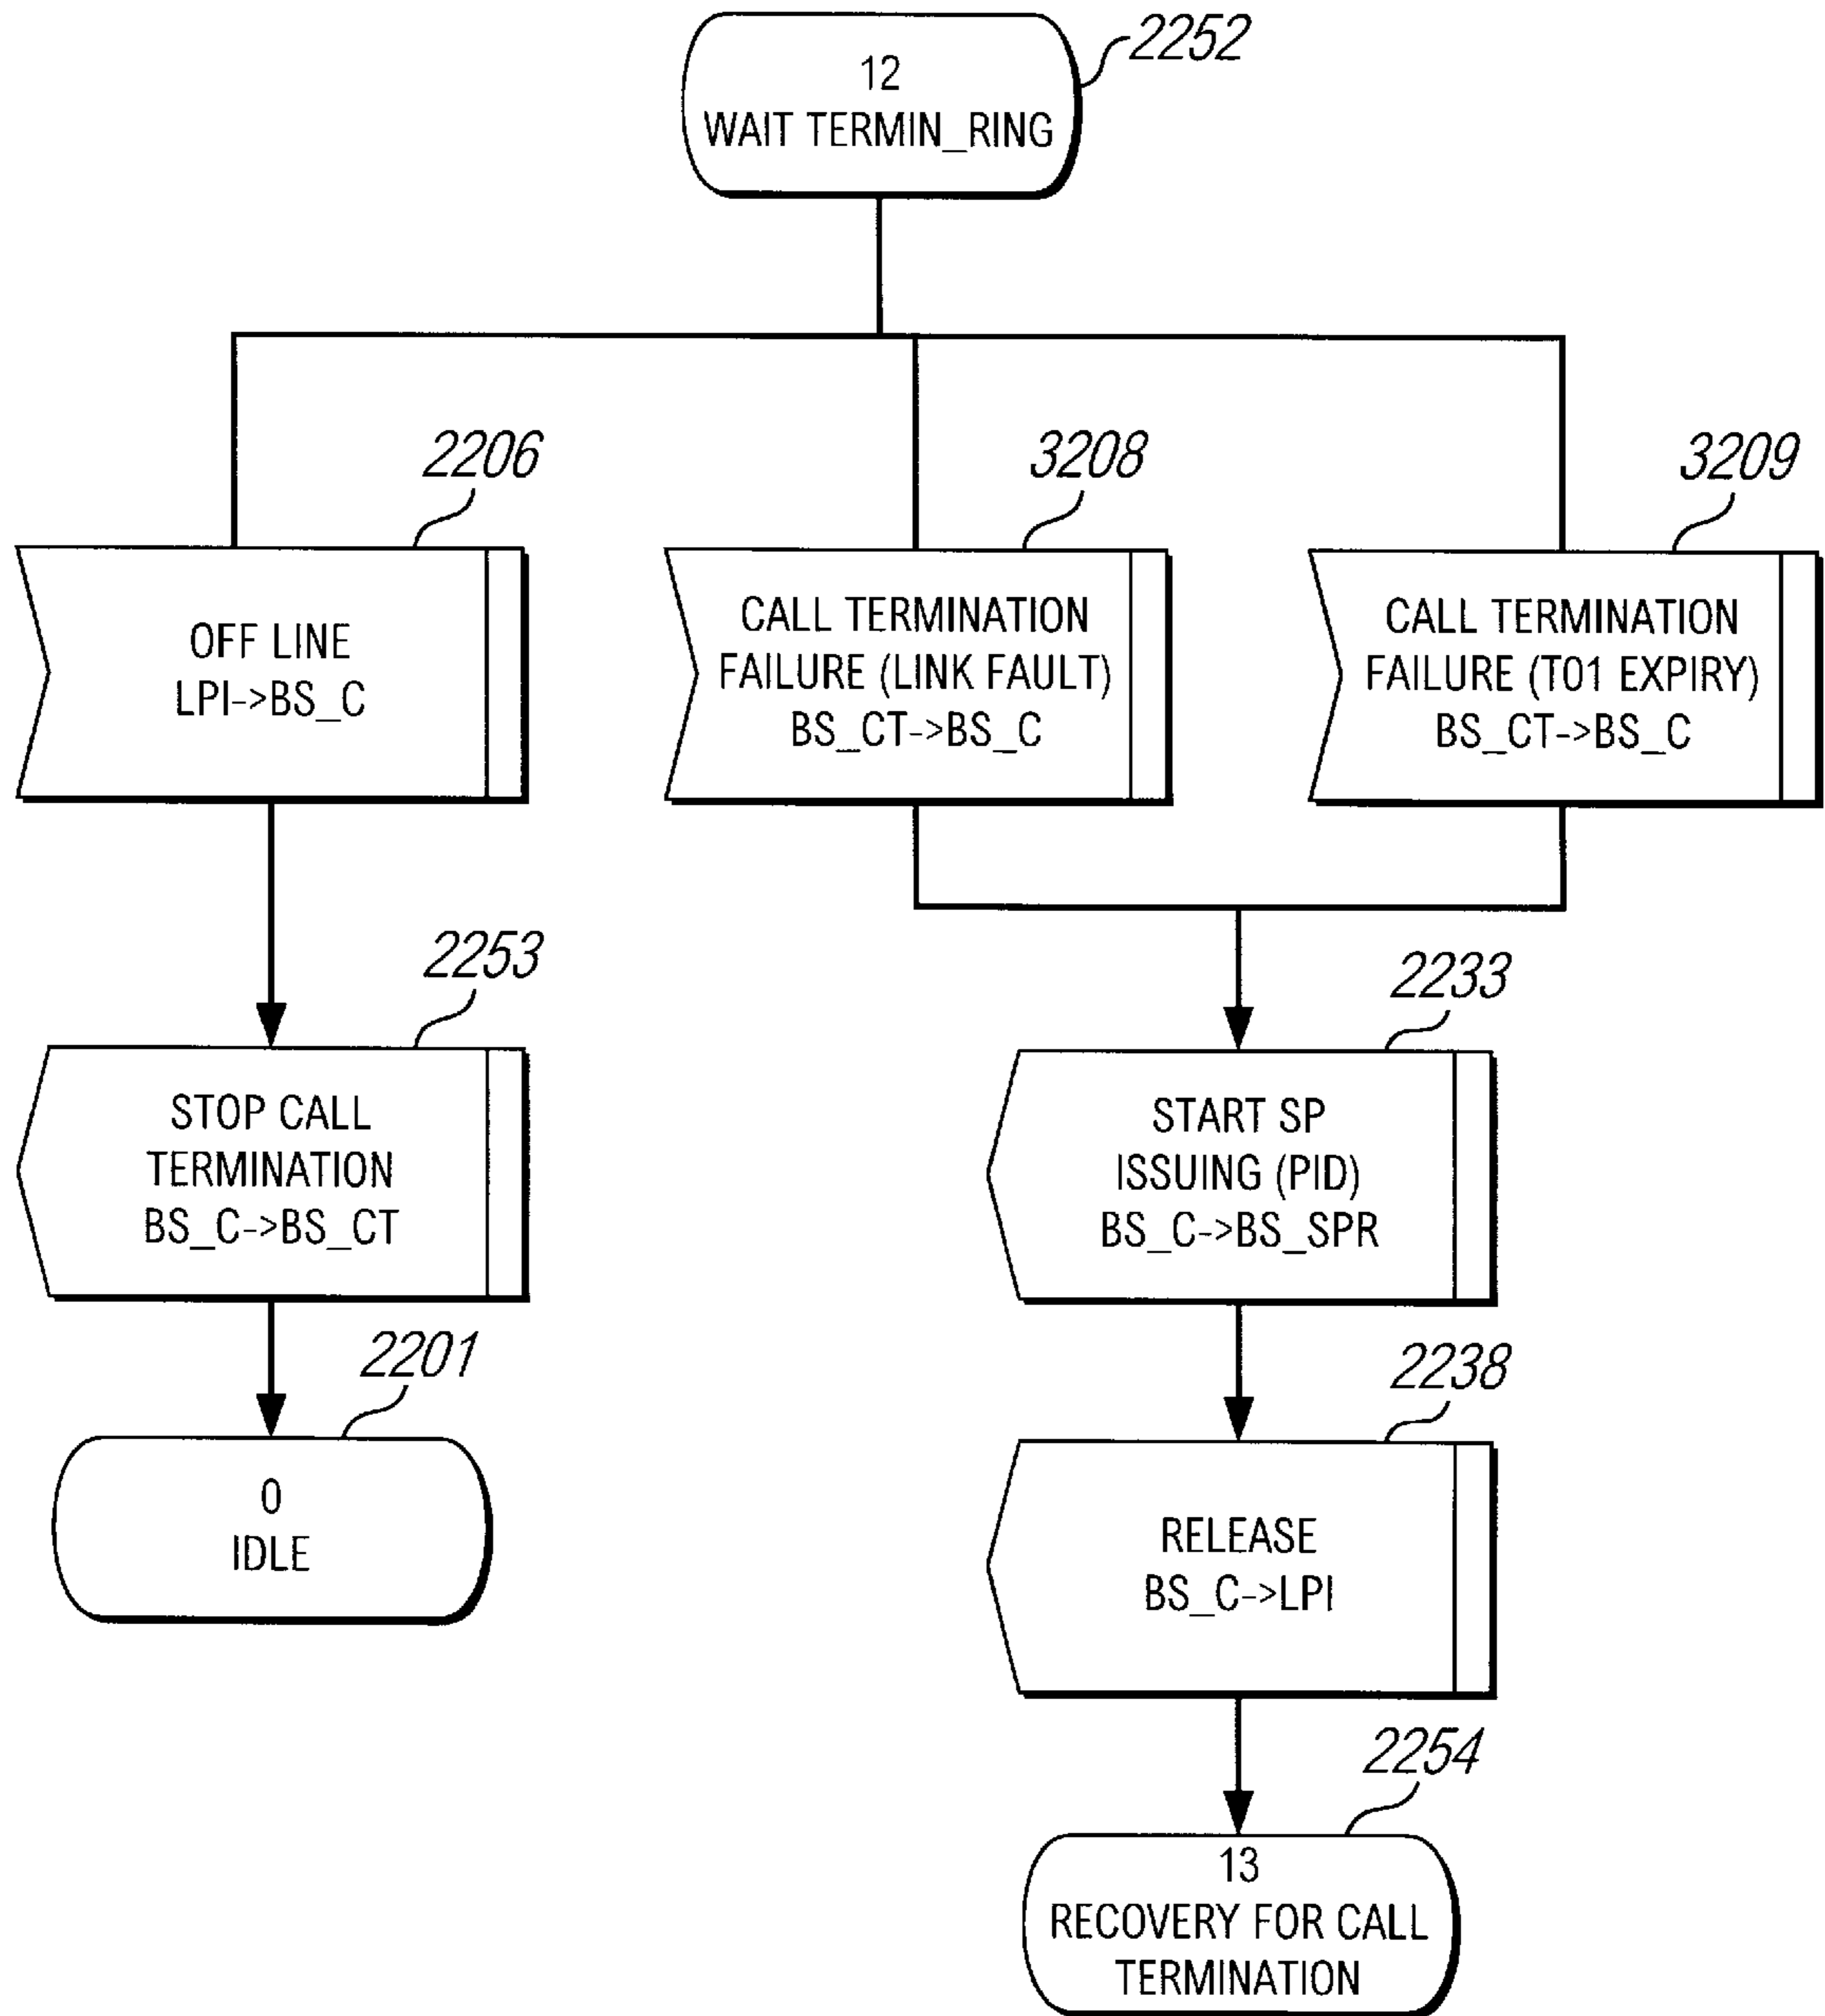 2252
12
WAIT TERMIN_RING
2206
3208
3209
OFF LINE
LPI->BS_C
CALL TERMINATION
FAILURE (LINK FAULT)
BS_CT->BS_C
CALL TERMINATION
FAILURE (T01 EXPIRY)
BS_CT->BS_C
2253
2233
STOP CALL
TERMINATION
BS_C->BS_CT
START SP
ISSUING (PID)
BS_C->BS_SPR
2201
2238
0
IDLE
RELEASE
BS_C->LPI
2254
13
RECOVERY FOR CALL
TERMINATION